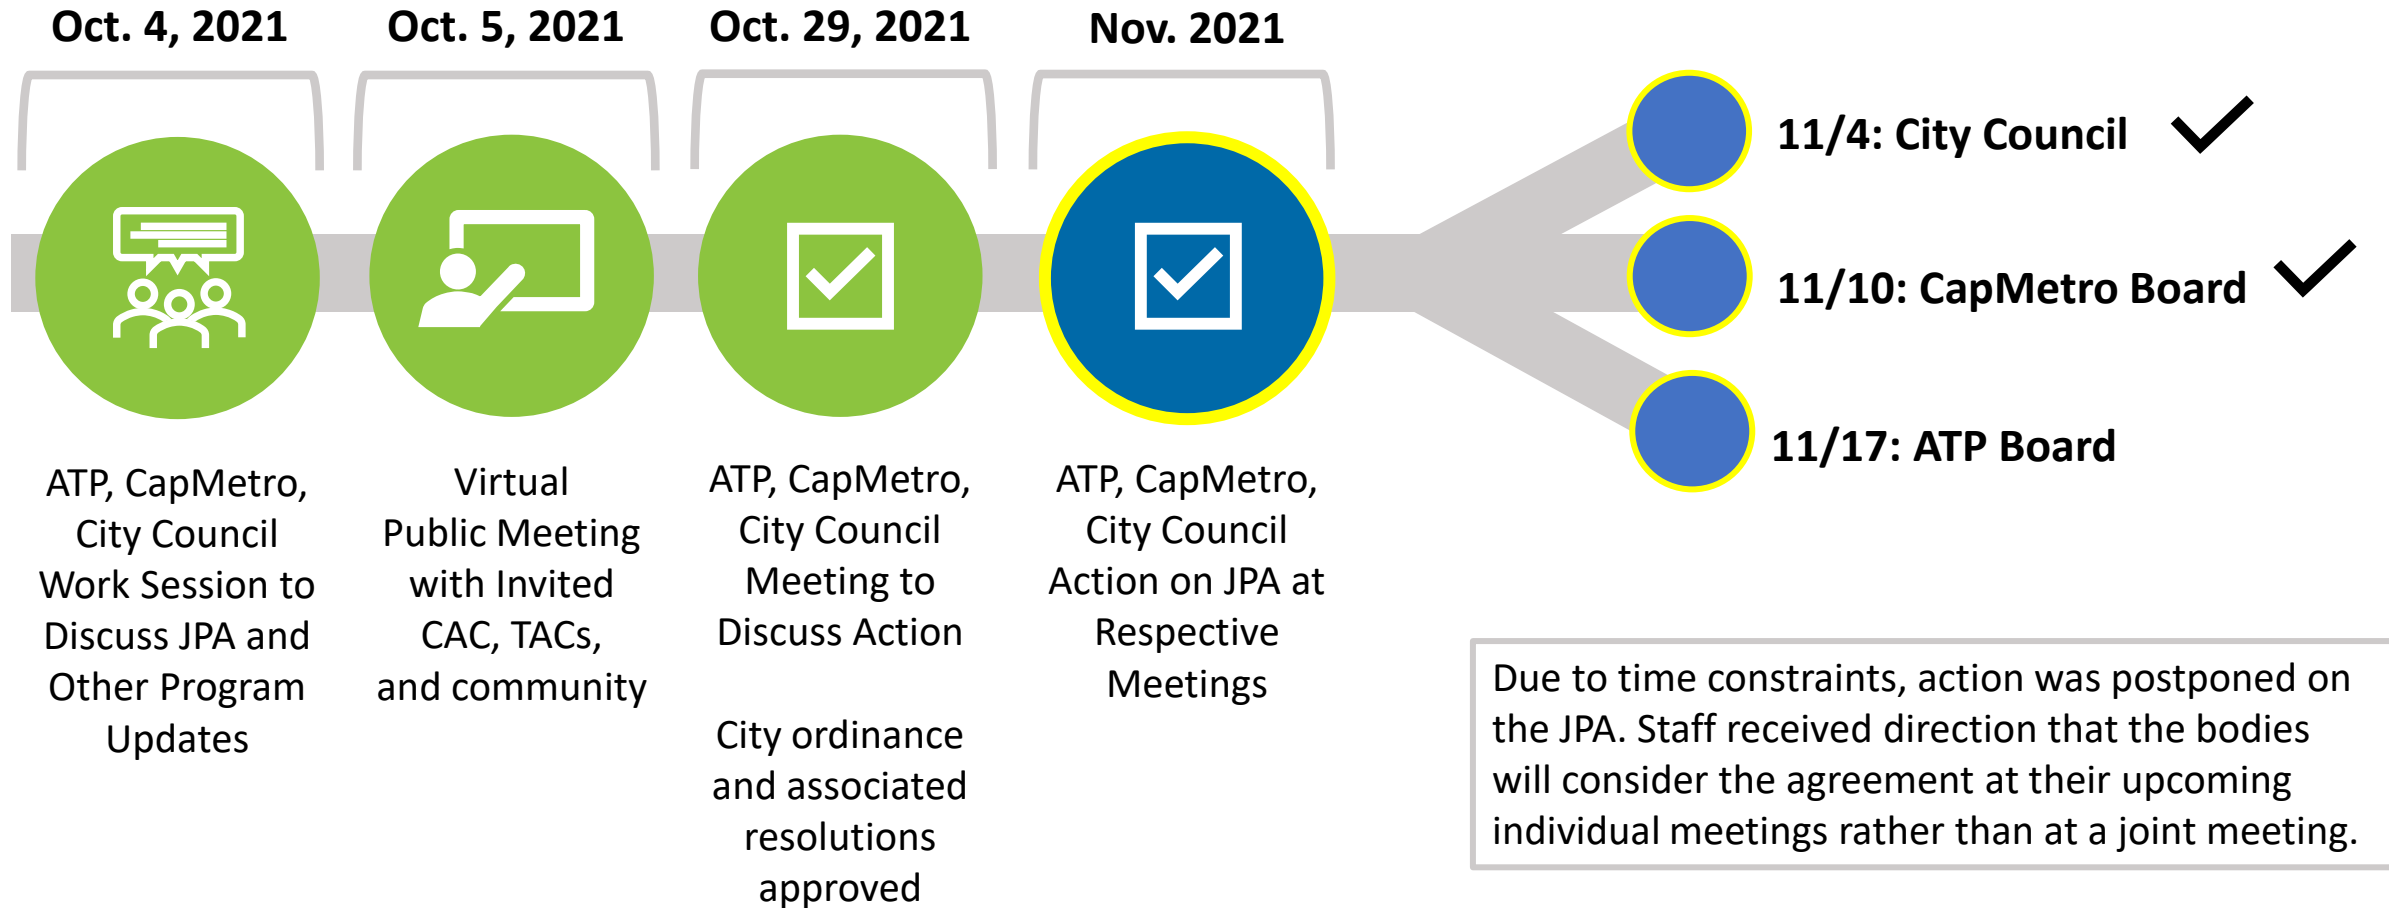 Oct. 4, 2021
ATP, CapMetro,
City Council
Work Session to
Discuss JPA and
Other Program
Updates
Oct. 5, 2021
Virtual
Public Meeting
with Invited
CAC, TACs,
and community
Oct. 29, 2021
ATP, CapMetro,
City Council
Meeting to
Discuss Action
City ordinance
and associated
resolutions
approved
Nov. 2021
ATP, CapMetro,
City Council
Action on JPA at
Respective
Meetings
11/4: City Council
11/10: CapMetro Board
11/17: ATP Board
Due to time constraints, action was postponed on
the JPA. Staff received direction that the bodies
will consider the agreement at their upcoming
individual meetings rather than at a joint meeting.